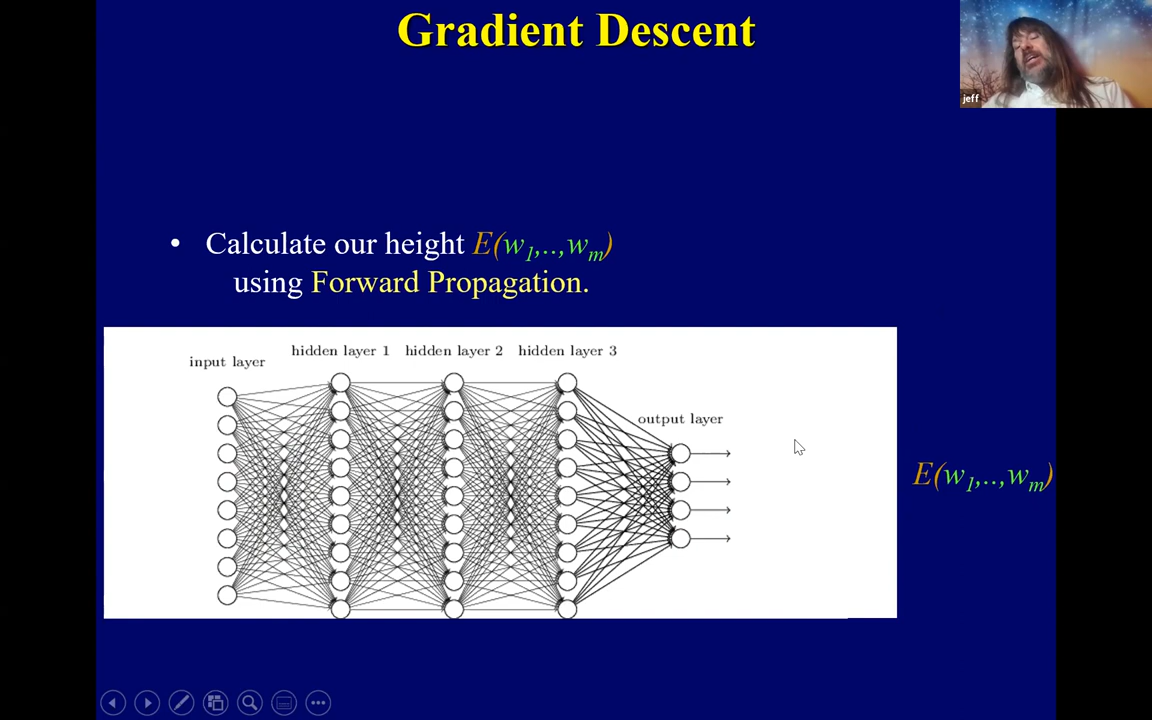 Gradient Descent
jeff
• Calculate our height E(w1,..,wm)
using Forward Propagation.
hidden layer 1 hidden layer 2 hidden layer 3
input layer
output layer
E(w1,..,wm)